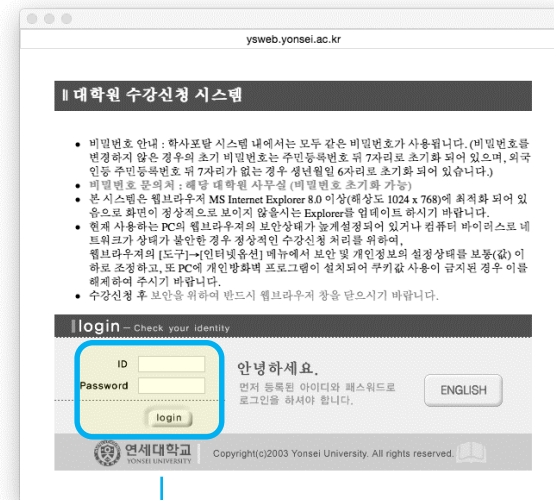 ysweb.yonsei.ac.kr
대학원 수강신청 시스템
• 비밀번호 안내 : 학사포탈 시스템 내에서는 모두 같은 비밀번호가 사용됩니다. (비밀번호를
변경하지 않은 경우의 초기 비밀번호는 주민등록번호 뒤 7자리로 초기화 되어 있으며, 외국
인등 주민등록번호 뒤 7자리가 없는 경우 생년월일 6자리로 초기화 되어 있습니다.)
• 비밀번호 문의처 : 해당 대학원 사무실 (비밀번호 초기화 가능)
• 본 시스템은 웹브라우저 MS Internet Explorer 8.0 이상(해상도 1024 x 768)에 최적화 되어 있
음으로 화면이 정상적으로 보이지 않을시는 Explorer를 업데이트 하시기 바랍니다.
• 현재 사용하는 PC의 웹브라우저의 보안상태가 높게설정되어 있거나 컴퓨터 바이러스로 네
트워크가 상태가 불안한 경우 정상적인 수강신청 처리를 위하여,
웹브라우져의 [도구]→[인터넷옵션] 메뉴에서 보안 및 개인정보의 설정상태를 보통(값) 이
하로 조정하고, 또 PC에 개인방화벽 프로그램이 설치되어 쿠키값 사용이 금지된 경우 이를
해제하여 주시기 바랍니다.
• 수강신청 후 보안을 위하여 반드시 웹브라우저 창을 닫으시기 바랍니다.
login – Check your identity
ID
Password
login
안녕하세요.
먼저 등록된 아이디와 패스워드로
로그인을 하셔야 합니다.
ENGLISH
연세대학교
YONSEI UNIVERSITY
Copyright(c)2003 Yonsei University. All rights reserved.